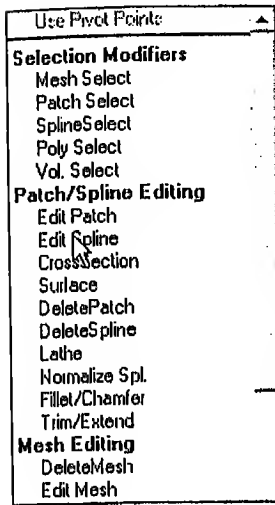 Use Pivot Points
Selection Modifiers
Mesh Select
Patch Select
SplineSelect
Poly Select
Vol. Select
Patch/Spline Editing
Edit Patch
Edit Spline
CrossSection
Surface
DeletePatch
DeleteSpline
Lathe
Normalize Spl.
Fillet/Chamfer
Trim/Extend
Mesh Editing
DeleteMesh
Edit Mesh